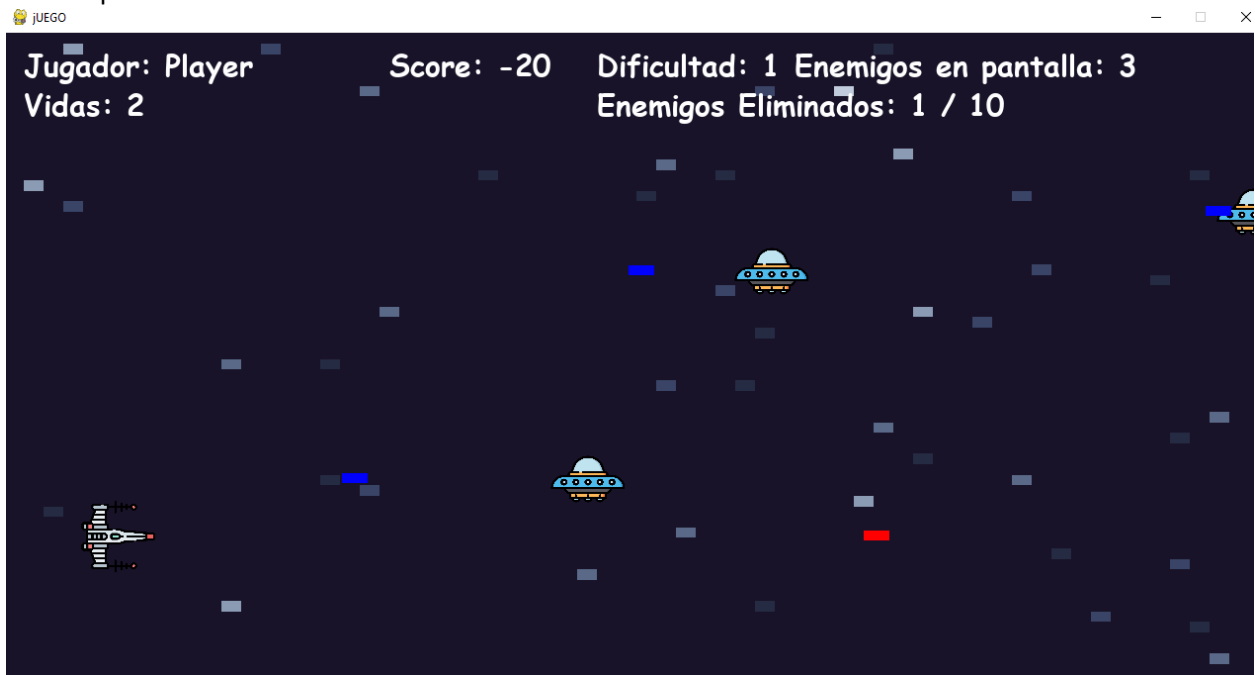 jUEGO
Jugador: Player Score: -20 Dificultad: 1 Enemigos en pantalla: 3
Vidas: 2 Enemigos Eliminados: 1 / 10